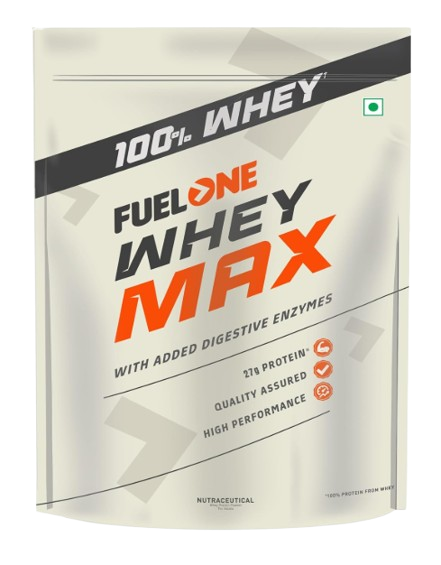 100% WHEY†
FUELONE
WHEY
MAX
WITH ADDED DIGESTIVE ENZYMES
27g PROTEIN*
QUALITY ASSURED
HIGH PERFORMANCE
NUTRACEUTICAL
*100% PROTEIN FROM WHEY